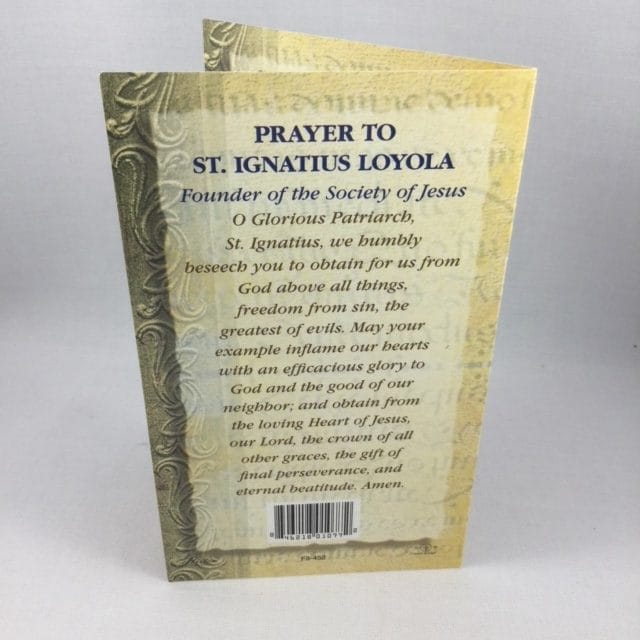 PRAYER TO
ST. IGNATIUS LOYOLA
Founder of the Society of Jesus
O Glorious Patriarch,
St. Ignatius, we humbly
beseech you to obtain for us from
God above all things,
freedom from sin, the
greatest of evils. May your
example inflame our hearts
with an efficacious glory to
God and the good of our
neighbor; and obtain from
the loving Heart of Jesus,
our Lord, the crown of all
other graces, the gift of
final perseverance, and
eternal beatitude. Amen.